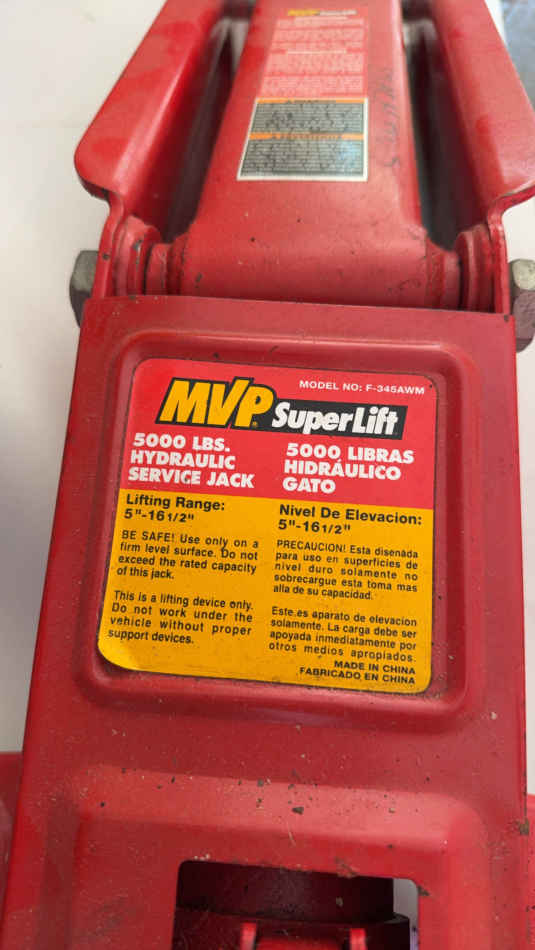 MVP SuperLift
MODEL NO: F-345AWM
MVP SuperLift
5000 LBS.
HYDRAULIC
SERVICE JACK
5000 LIBRAS
HIDRÁULICO
GATO
Lifting Range:
5"-16 1/2"
BE SAFE! Use only on a
firm level surface. Do not
exceed the rated capacity
of this jack.
This is a lifting device only.
Do not work under the
vehicle without proper
support devices.
Nivel De Elevacion:
5"-16 1/2"
PRECAUCION! Esta disenada
para uso en superficies de
nivel duro solamente no
sobrecargue esta toma mas
alla de su capacidad.
Este es aparato de elevacion
solamente. La carga debe ser
apoyada inmediatamente por
otros medios apropiados.
MADE IN CHINA
FABRICADO EN CHINA